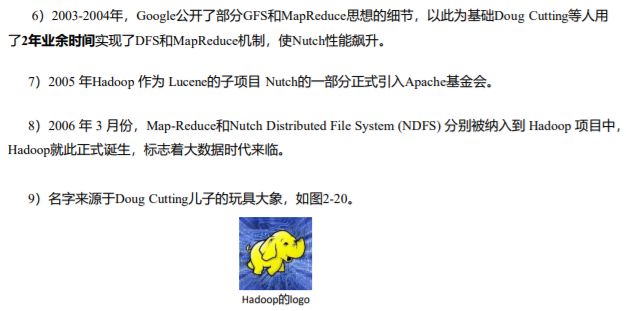 6）2003-2004年，Google公开了部分GFS和MapReduce思想的细节，以此为基础Doug Cutting等人用
了2年业余时间实现了DFS和MapReduce机制，使Nutch性能飙升。
7）2005 年Hadoop 作为 Lucene的子项目 Nutch的一部分正式引入Apache基金会。
8）2006 年 3 月份，Map-Reduce和Nutch Distributed File System (NDFS) 分别被纳入到 Hadoop 项目中，
Hadoop就此正式诞生，标志着大数据时代来临。
9）名字来源于Doug Cutting儿子的玩具大象，如图2-20。
Hadoop的logo